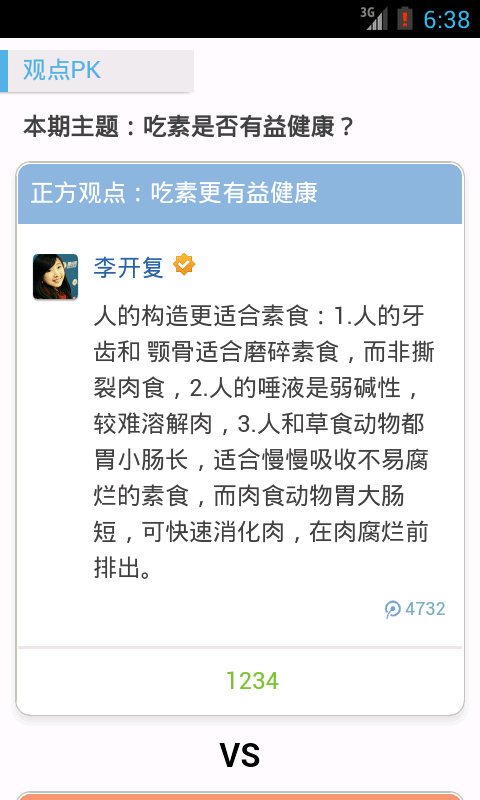 3G 6:38
观点PK
本期主题：吃素是否有益健康？
正方观点：吃素更有益健康
李开复
人的构造更适合素食：1.人的牙
齿和 颚骨适合磨碎素食，而非撕
裂肉食，2.人的唾液是弱碱性，
较难溶解肉，3.人和草食动物都
胃小肠长，适合慢慢吸收不易腐
烂的素食，而肉食动物胃大肠
短，可快速消化肉，在肉腐烂前
排出。
4732
1234
VS